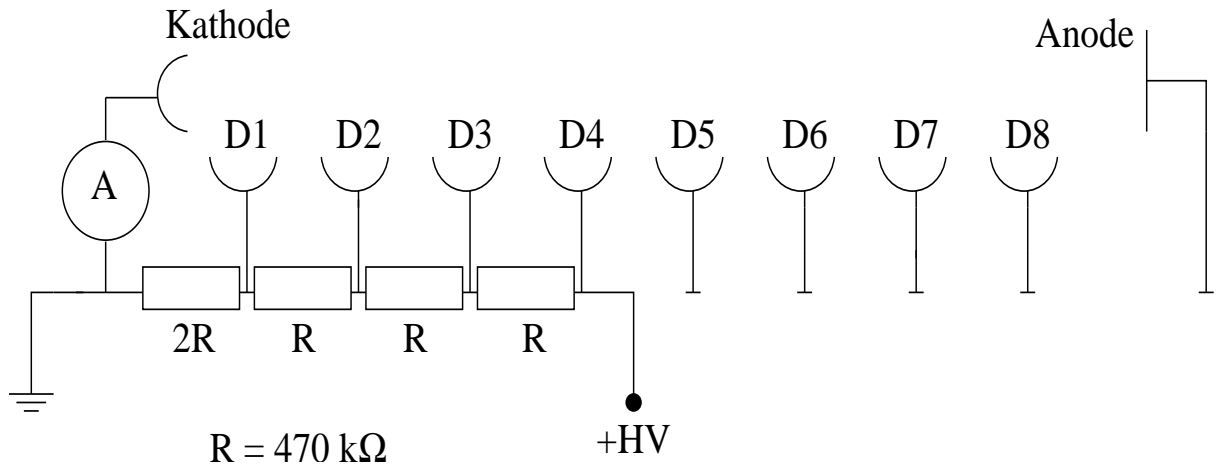 Kathode
Anode
D1 D2 D3 D4 D5 D6 D7 D8
A
2R R R R
R = 470 kΩ
+HV